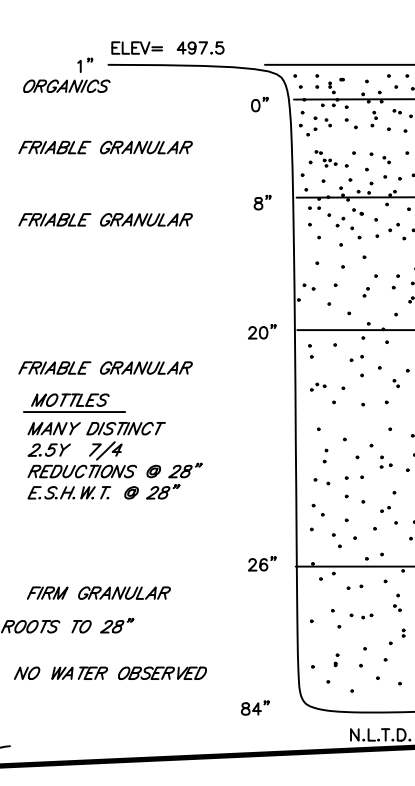 ELEV= 497.5
1"
ORGANICS
0"
FRIABLE GRANULAR
8"
FRIABLE GRANULAR
20"
FRIABLE GRANULAR
MOTTLES
MANY DISTINCT
2.5Y 7/4
REDUCTIONS @ 28"
E.S.H.W.T. @ 28"
26"
FIRM GRANULAR
ROOTS TO 28"
NO WATER OBSERVED
84"
N.L.T.D.